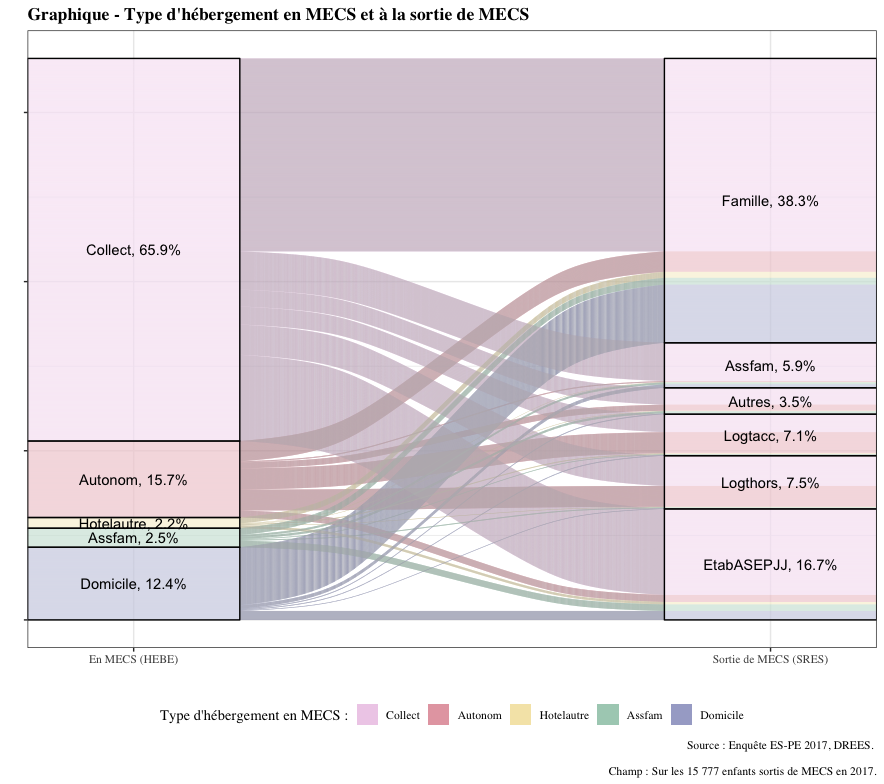 Graphique - Type d'hébergement en MECS et à la sortie de MECS
Collect, 65.9%
Autonom, 15.7%
Hotelautre, 2.2%
Assfam, 2.5%
Domicile, 12.4%
Famille, 38.3%
Assfam, 5.9%
Autres, 3.5%
Logtacc, 7.1%
Logthors, 7.5%
EtabASEPJJ, 16.7%
En MECS (HEBE)
Sortie de MECS (SRES)
Type d'hébergement en MECS : Collect Autonom Hotelautre Assfam Domicile
Source : Enquête ES-PE 2017, DREES.
Champ : Sur les 15 777 enfants sortis de MECS en 2017.